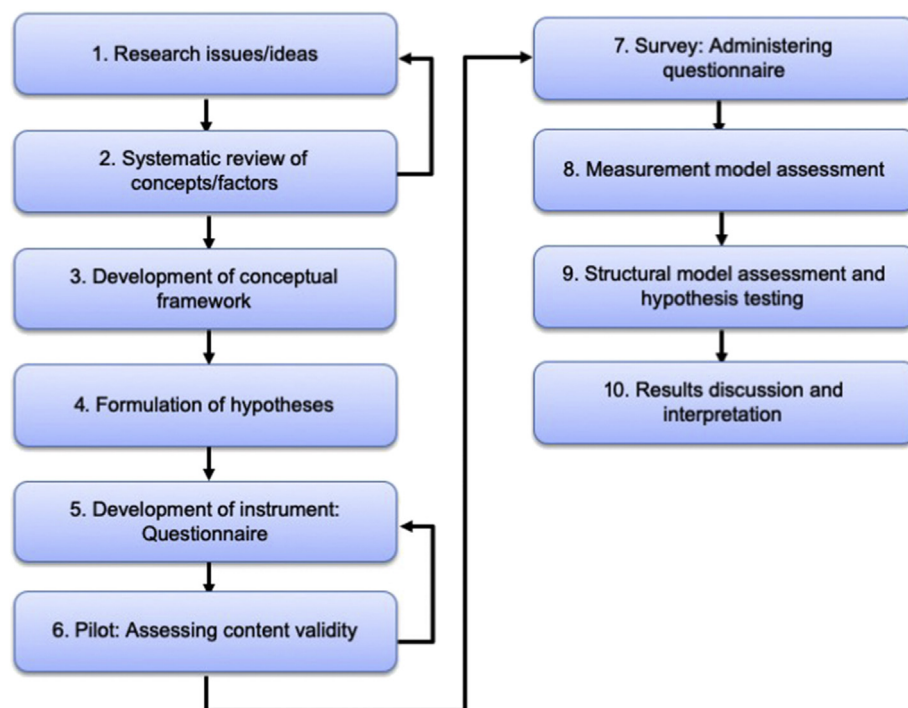 1. Research issues/ideas
2. Systematic review of
concepts/factors
3. Development of conceptual
framework
4. Formulation of hypotheses
5. Development of instrument:
Questionnaire
6. Pilot: Assessing content validity
7. Survey: Administering
questionnaire
8. Measurement model assessment
9. Structural model assessment and
hypothesis testing
10. Results discussion and
interpretation